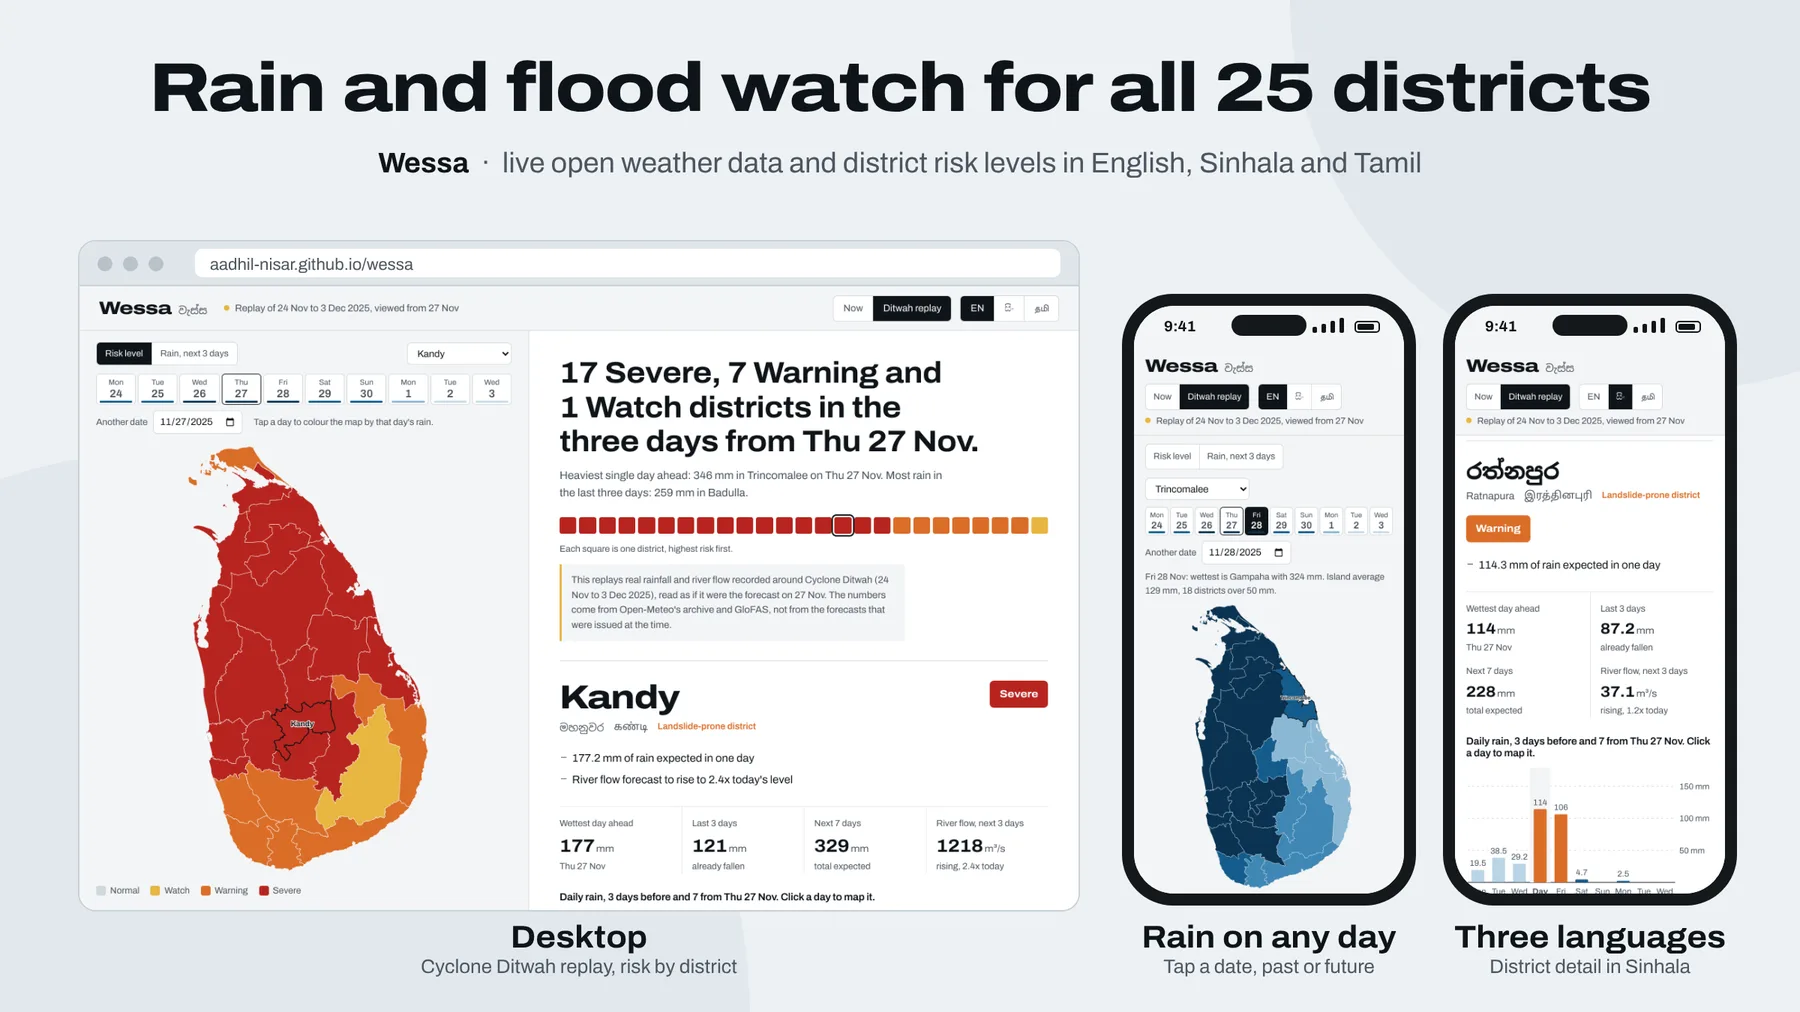 Rain and flood watch for all 25 districts
Wessa · live open weather data and district risk levels in English, Sinhala and Tamil
aadhil-nisar.github.io/wessa
Wessa වැස්ස Replay of 24 Nov to 3 Dec 2025, viewed from 27 Nov Now Ditwah replay EN සිං தமி
Risk level Rain, next 3 days Kandy
Mon Tue Wed Thu Fri Sat Sun Mon Tue Wed
24 25 26 27 28 29 30 1 2 3
Another date 11/27/2025 Tap a day to colour the map by that day's rain.
Kandy
Normal Watch Warning Severe
17 Severe, 7 Warning and
1 Watch districts in the
three days from Thu 27 Nov.
Heaviest single day ahead: 346 mm in Trincomalee on Thu 27 Nov. Most rain in
the last three days: 259 mm in Badulla.
Each square is one district, highest risk first.
This replays real rainfall and river flow recorded around Cyclone Ditwah (24
Nov to 3 Dec 2025), read as if it were the forecast on 27 Nov. The numbers
come from Open-Meteo's archive and GloFAS, not from the forecasts that
were issued at the time.
Kandy Severe
මහනුවර கண்டி Landslide-prone district
– 177.2 mm of rain expected in one day
– River flow forecast to rise to 2.4x today's level
Wettest day ahead Last 3 days Next 7 days River flow, next 3 days
177 mm 121 mm 329 mm 1218 m³/s
Thu 27 Nov already fallen total expected rising, 2.4x today
Daily rain, 3 days before and 7 from Thu 27 Nov. Click a day to map it.
Desktop
Cyclone Ditwah replay, risk by district
9:41
Wessa වැස්ස
Now Ditwah replay EN සිං தமி
Replay of 24 Nov to 3 Dec 2025, viewed from 27 Nov
Risk level Rain, next 3 days
Trincomalee
Mon Tue Wed Thu Fri Sat Sun Mon Tue Wed
24 25 26 27 28 29 30 1 2 3
Another date 11/28/2025
Fri 28 Nov: wettest is Gampaha with 324 mm. Island average
129 mm, 18 districts over 50 mm.
Trincomalee
Rain on any day
Tap a date, past or future
9:41
Wessa වැස්ස
Now Ditwah replay EN සිං தமி
Replay of 24 Nov to 3 Dec 2025, viewed from 27 Nov
රත්නපුර
Ratnapura இரத்தினபுரி Landslide-prone district
Warning
– 114.3 mm of rain expected in one day
Wettest day ahead Last 3 days
114 mm 87.2 mm
Thu 27 Nov already fallen
Next 7 days River flow, next 3 days
228 mm 37.1 m³/s
total expected rising, 1.2x today
Daily rain, 3 days before and 7 from Thu 27 Nov. Click
a day to map it.
150 mm
114 106
100 mm
38.5 29.2
50 mm
19.5 4.7 2.5
Tue Wed Day Fri Sat Sun Mon Tue Wed
Three languages
District detail in Sinhala